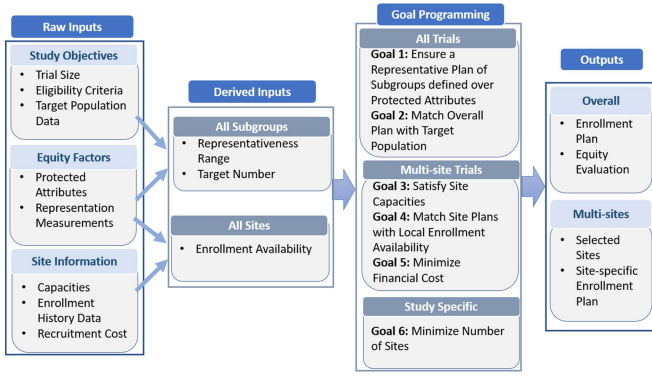 Raw Inputs
Study Objectives
• Trial Size
• Eligibility Criteria
• Target Population
Data
Equity Factors
• Protected
Attributes
• Representation
Measurements
Site Information
• Capacities
• Enrollment
History Data
• Recruitment Cost
Derived Inputs
All Subgroups
• Representativeness
Range
• Target Number
All Sites
• Enrollment Availability
Goal Programming
All Trials
Goal 1: Ensure a
Representative Plan of
Subgroups defined over
Protected Attributes
Goal 2: Match Overall
Plan with Target
Population
Multi-site Trials
Goal 3: Satisfy Site
Capacities
Goal 4: Match Site Plans
with Local Enrollment
Availability
Goal 5: Minimize
Financial Cost
Study Specific
Goal 6: Minimize Number
of Sites
Outputs
Overall
• Enrollment
Plan
• Equity
Evaluation
Multi-sites
• Selected
Sites
• Site-specific
Enrollment
Plan